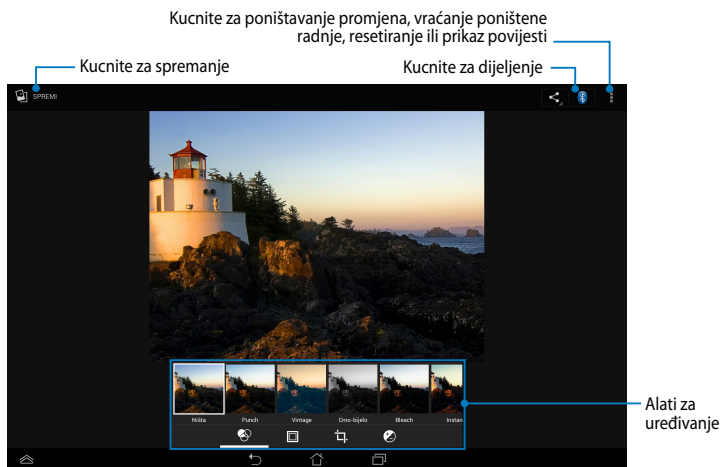 Kucnite za poništavanje promjena, vraćanje poništene
radnje, resetiranje ili prikaz povijesti
Kucnite za spremanje
Kucnite za dijeljenje
SPREMI
Ništa
Punch
Vintage
Crno-bijelo
Bleach
Instan
Alati za
uređivanje